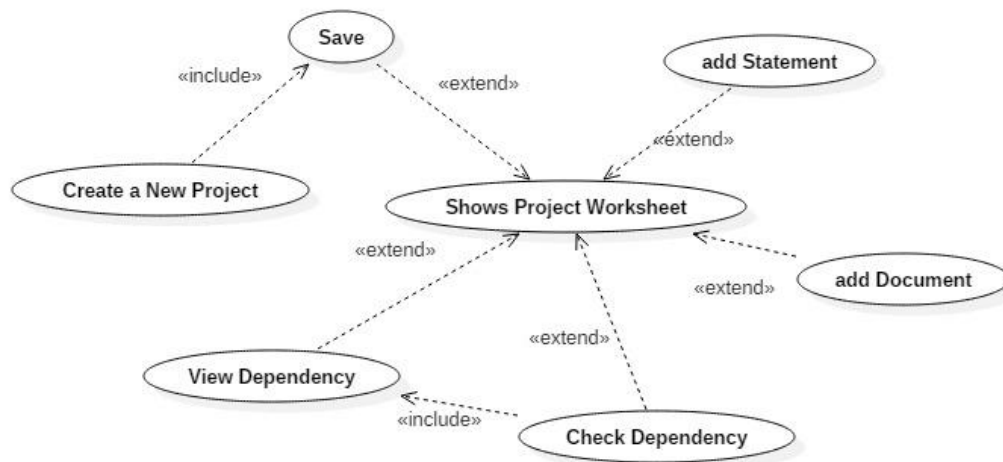 Save
add Statement
«include»
«extend»
«extend»
Create a New Project
Shows Project Worksheet
«extend»
add Document
«extend»
«extend»
View Dependency
«include»
Check Dependency